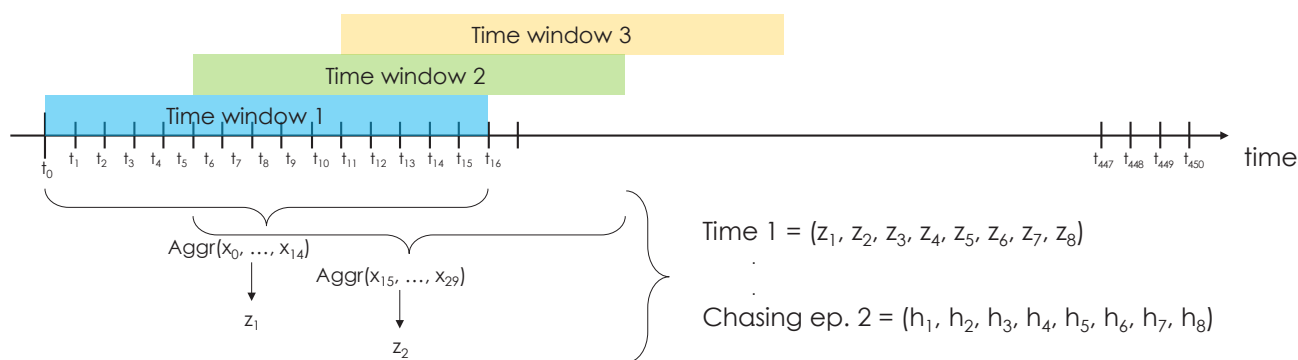 Time window 3
Time window 2
Time window 1
t₀ t₁ t₂ t₃ t₄ t₅ t₆ t₇ t₈ t₉ t₁₀ t₁₁ t₁₂ t₁₃ t₁₄ t₁₅ t₁₆ t₄₄₇ t₄₄₈ t₄₄₉ t₄₅₀ time
Aggr(x₀, …, x₁₄)
Aggr(x₁₅, …, x₂₉)
z₁
z₂
Time 1 = (z₁, z₂, z₃, z₄, z₅, z₆, z₇, z₈)
.
.
Chasing ep. 2 = (h₁, h₂, h₃, h₄, h₅, h₆, h₇, h₈)